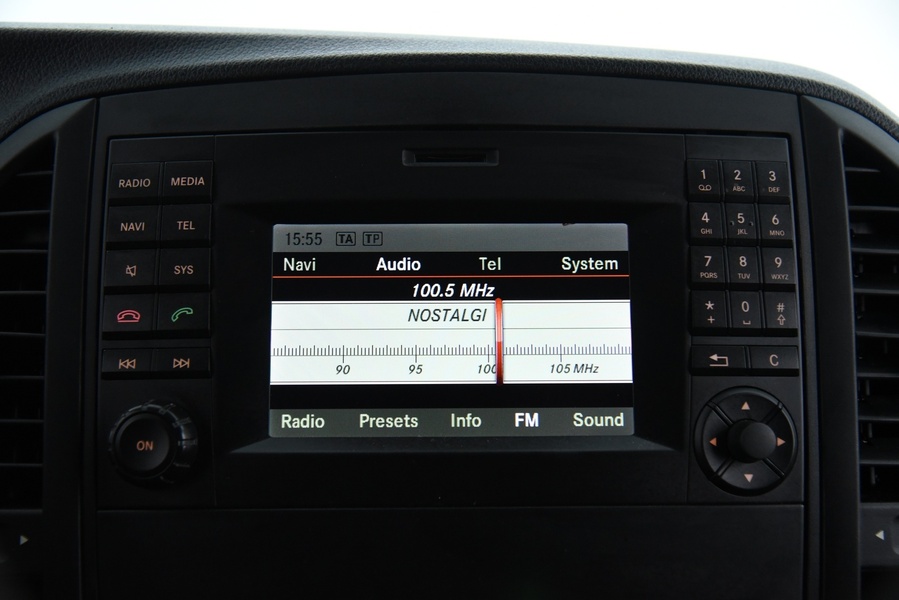 RADIO MEDIA
NAVI TEL
SYS
ON
15:55 TA TP
Navi Audio Tel System
100.5 MHz
NOSTALGI
90 95 100 105 MHz
Radio Presets Info FM Sound
1 2 ABC 3 DEF
4 GHI 5 JKL 6 MNO
7 PQRS 8 TUV 9 WXYZ
* + 0 #
C